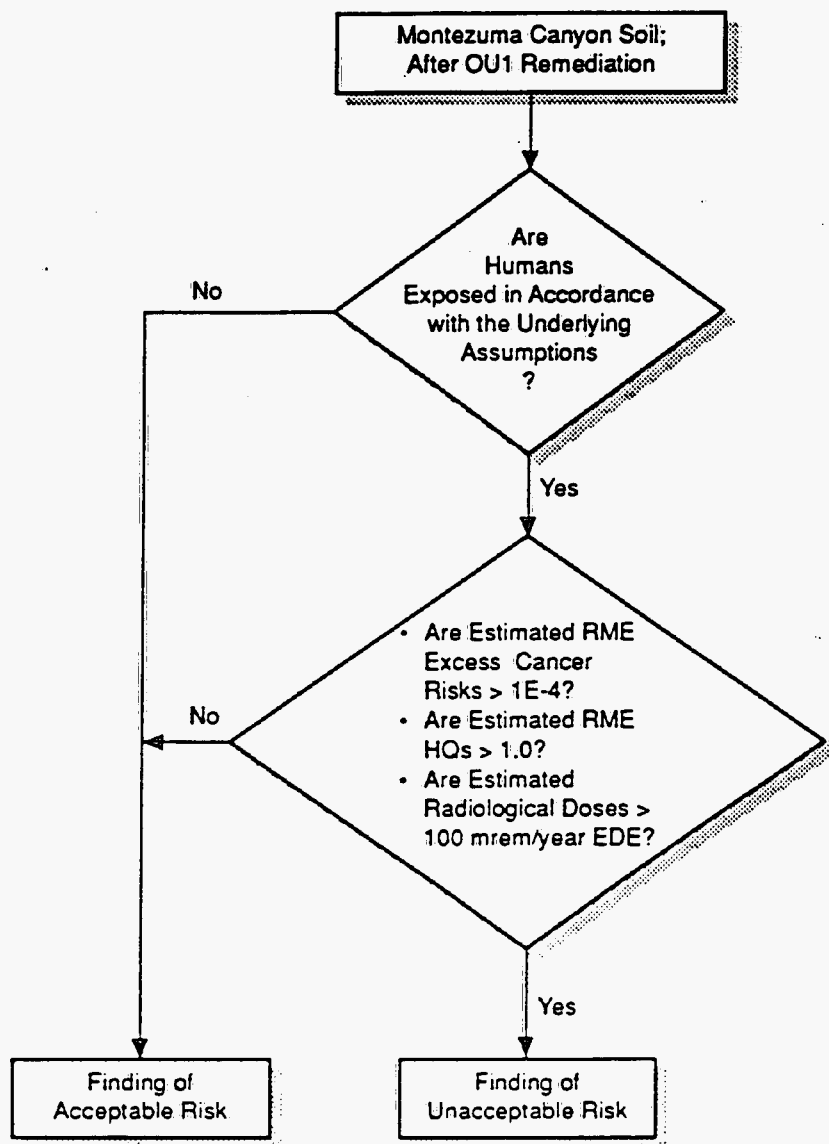 Montezuma Canyon Soil;
After OU1 Remediation
Are
Humans
Exposed in Accordance
with the Underlying
Assumptions
?
No
Yes
• Are Estimated RME
Excess Cancer
Risks > 1E-4?
• Are Estimated RME
HQs > 1.0?
• Are Estimated
Radiological Doses >
100 mrem/year EDE?
No
Yes
Finding of
Acceptable Risk
Finding of
Unacceptable Risk